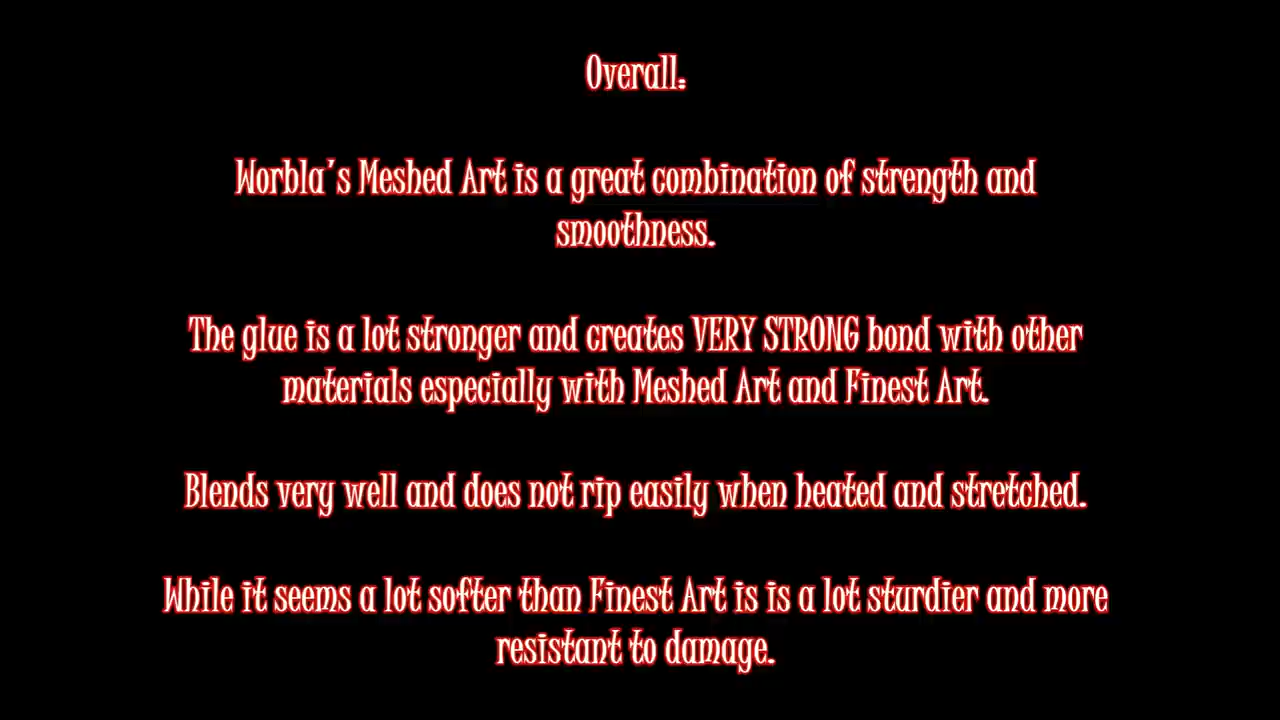 Overall:
Worbla's Meshed Art is a great combination of strength and
smoothness.
The glue is a lot stronger and creates VERY STRONG bond with other
materials especially with Meshed Art and Finest Art.
Blends very well and does not rip easily when heated and stretched.
While it seems a lot softer than Finest Art is is a lot sturdier and more
resistant to damage.